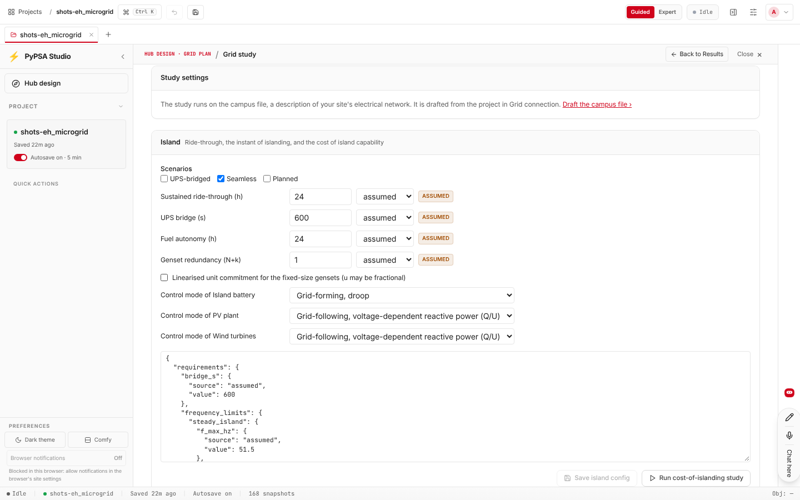 Projects / shots-eh_microgrid
⌘ Ctrl K
Guided Expert
Idle
A
shots-eh_microgrid × +
PyPSA Studio
Hub design
PROJECT
shots-eh_microgrid
Saved 22m ago
Autosave on · 5 min
QUICK ACTIONS
PREFERENCES
Dark theme
Comfy
Browser notifications Off
Blocked in this browser: allow notifications in the
browser's site settings
HUB DESIGN · GRID PLAN / Grid study
← Back to Results
Close ×
Study settings
The study runs on the campus file, a description of your site's electrical network. It is drafted from the project in Grid connection. Draft the campus file ›
Island Ride-through, the instant of islanding, and the cost of island capability
Scenarios
UPS-bridged Seamless Planned
Sustained ride-through (h) 24 assumed ASSUMED
UPS bridge (s) 600 assumed ASSUMED
Fuel autonomy (h) 24 assumed ASSUMED
Genset redundancy (N+k) 1 assumed ASSUMED
Linearised unit commitment for the fixed-size gensets (u may be fractional)
Control mode of Island battery Grid-forming, droop
Control mode of PV plant Grid-following, voltage-dependent reactive power (Q/U)
Control mode of Wind turbines Grid-following, voltage-dependent reactive power (Q/U)
{
"requirements": {
"bridge_s": {
"source": "assumed",
"value": 600
},
"frequency_limits": {
"steady_island": {
"f_max_hz": {
"source": "assumed",
"value": 51.5
},
Save island config
Run cost-of-islanding study
Chat here
Idle shots-eh_microgrid Saved 22m ago Autosave on 168 snapshots Obj: —